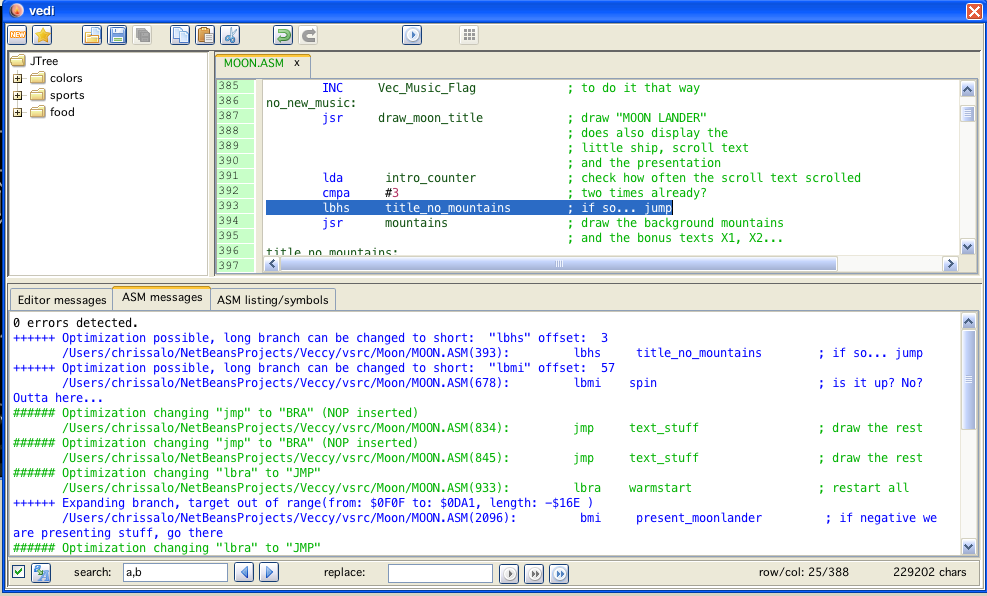 vedi
NEW
JTree
colors
sports
food
MOON.ASM x
385 INC Vec_Music_Flag ; to do it that way
386 no_new_music:
387 jsr draw_moon_title ; draw "MOON LANDER"
388 ; does also display the
389 ; little ship, scroll text
390 ; and the presentation
391 lda intro_counter ; check how often the scroll text scrolled
392 cmpa #3 ; two times already?
393 lbhs title_no_mountains ; if so... jump
394 jsr mountains ; draw the background mountains
395 ; and the bonus texts X1, X2...
396 title_no_mountains:
397
Editor messages ASM messages ASM listing/symbols
0 errors detected.
++++++ Optimization possible, long branch can be changed to short: "lbhs" offset: 3
/Users/chrissalo/NetBeansProjects/Veccy/vsrc/Moon/MOON.ASM(393): lbhs title_no_mountains ; if so... jump
++++++ Optimization possible, long branch can be changed to short: "lbmi" offset: 57
/Users/chrissalo/NetBeansProjects/Veccy/vsrc/Moon/MOON.ASM(678): lbmi spin ; is it up? No?
Outta here...
###### Optimization changing "jmp" to "BRA" (NOP inserted)
/Users/chrissalo/NetBeansProjects/Veccy/vsrc/Moon/MOON.ASM(834): jmp text_stuff ; draw the rest
###### Optimization changing "jmp" to "BRA" (NOP inserted)
/Users/chrissalo/NetBeansProjects/Veccy/vsrc/Moon/MOON.ASM(845): jmp text_stuff ; draw the rest
###### Optimization changing "lbra" to "JMP"
/Users/chrissalo/NetBeansProjects/Veccy/vsrc/Moon/MOON.ASM(933): lbra warmstart ; restart all
++++++ Expanding branch, target out of range(from: $0F0F to: $0DA1, length: -$16E )
/Users/chrissalo/NetBeansProjects/Veccy/vsrc/Moon/MOON.ASM(2096): bmi present_moonlander ; if negative we
are presenting stuff, go there
###### Optimization changing "lbra" to "JMP"
search: a,b replace: row/col: 25/388 229202 chars